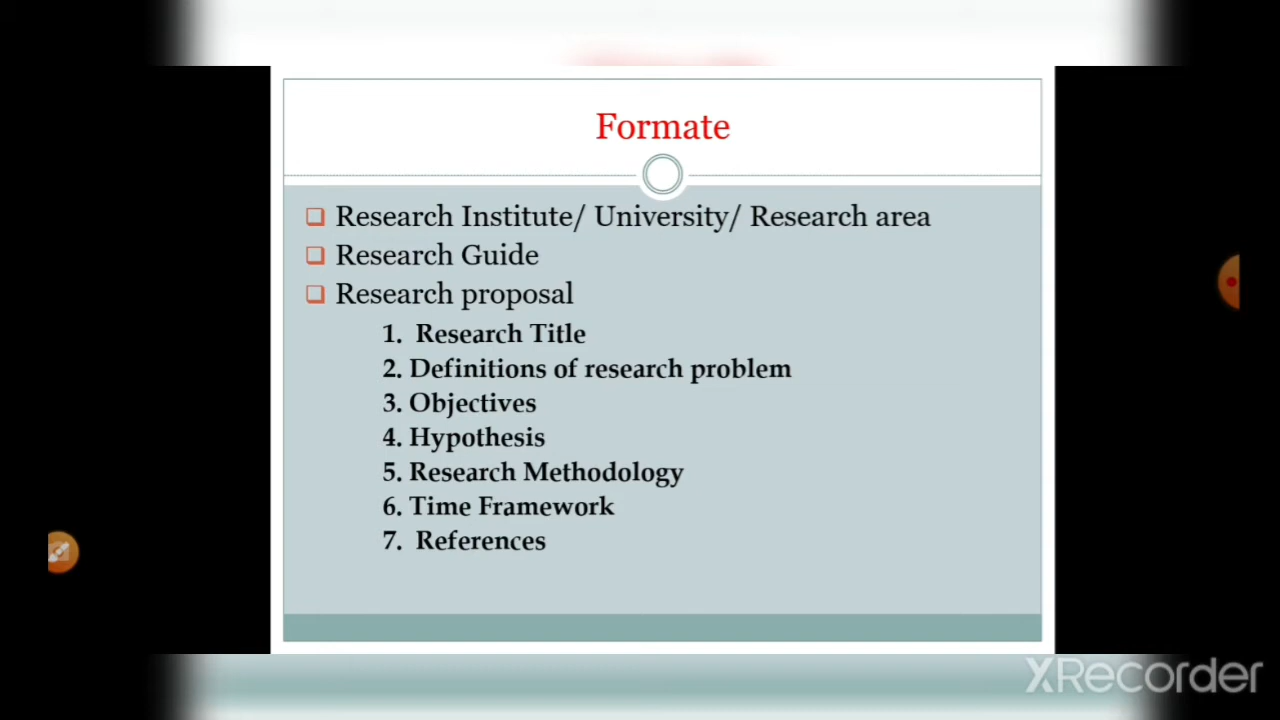 Formate
Research Institute/ University/ Research area
Research Guide
Research proposal
1. Research Title
2. Definitions of research problem
3. Objectives
4. Hypothesis
5. Research Methodology
6. Time Framework
7. References
XRecorder